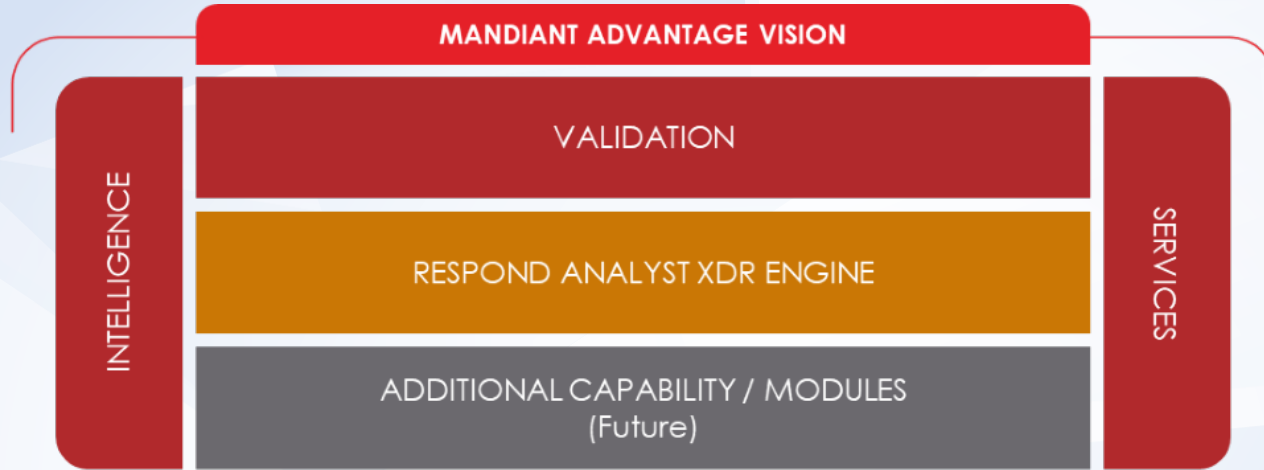 MANDIANT ADVANTAGE VISION
INTELLIGENCE
VALIDATION
RESPOND ANALYST XDR ENGINE
ADDITIONAL CAPABILITY / MODULES
(Future)
SERVICES